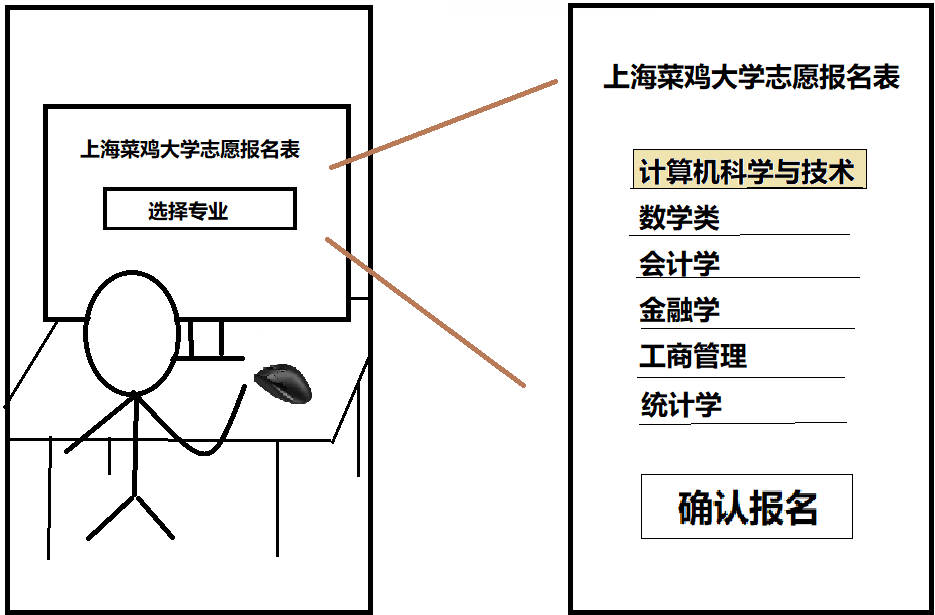 上海菜鸡大学志愿报名表
选择专业
上海菜鸡大学志愿报名表
计算机科学与技术
数学类
会计学
金融学
工商管理
统计学
确认报名